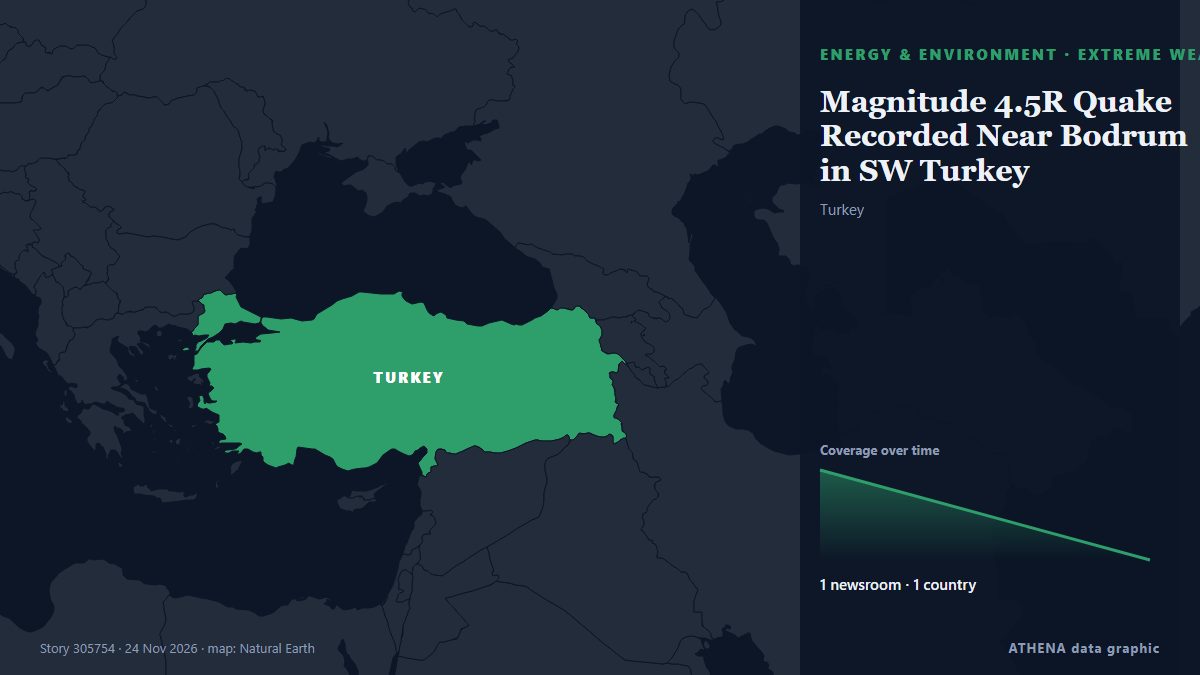 ENERGY & ENVIRONMENT · EXTREME WEA
Magnitude 4.5R Quake
Recorded Near Bodrum
in SW Turkey
Turkey
TURKEY
Coverage over time
1 newsroom · 1 country
Story 305754 · 24 Nov 2026 · map: Natural Earth
ATHENA data graphic